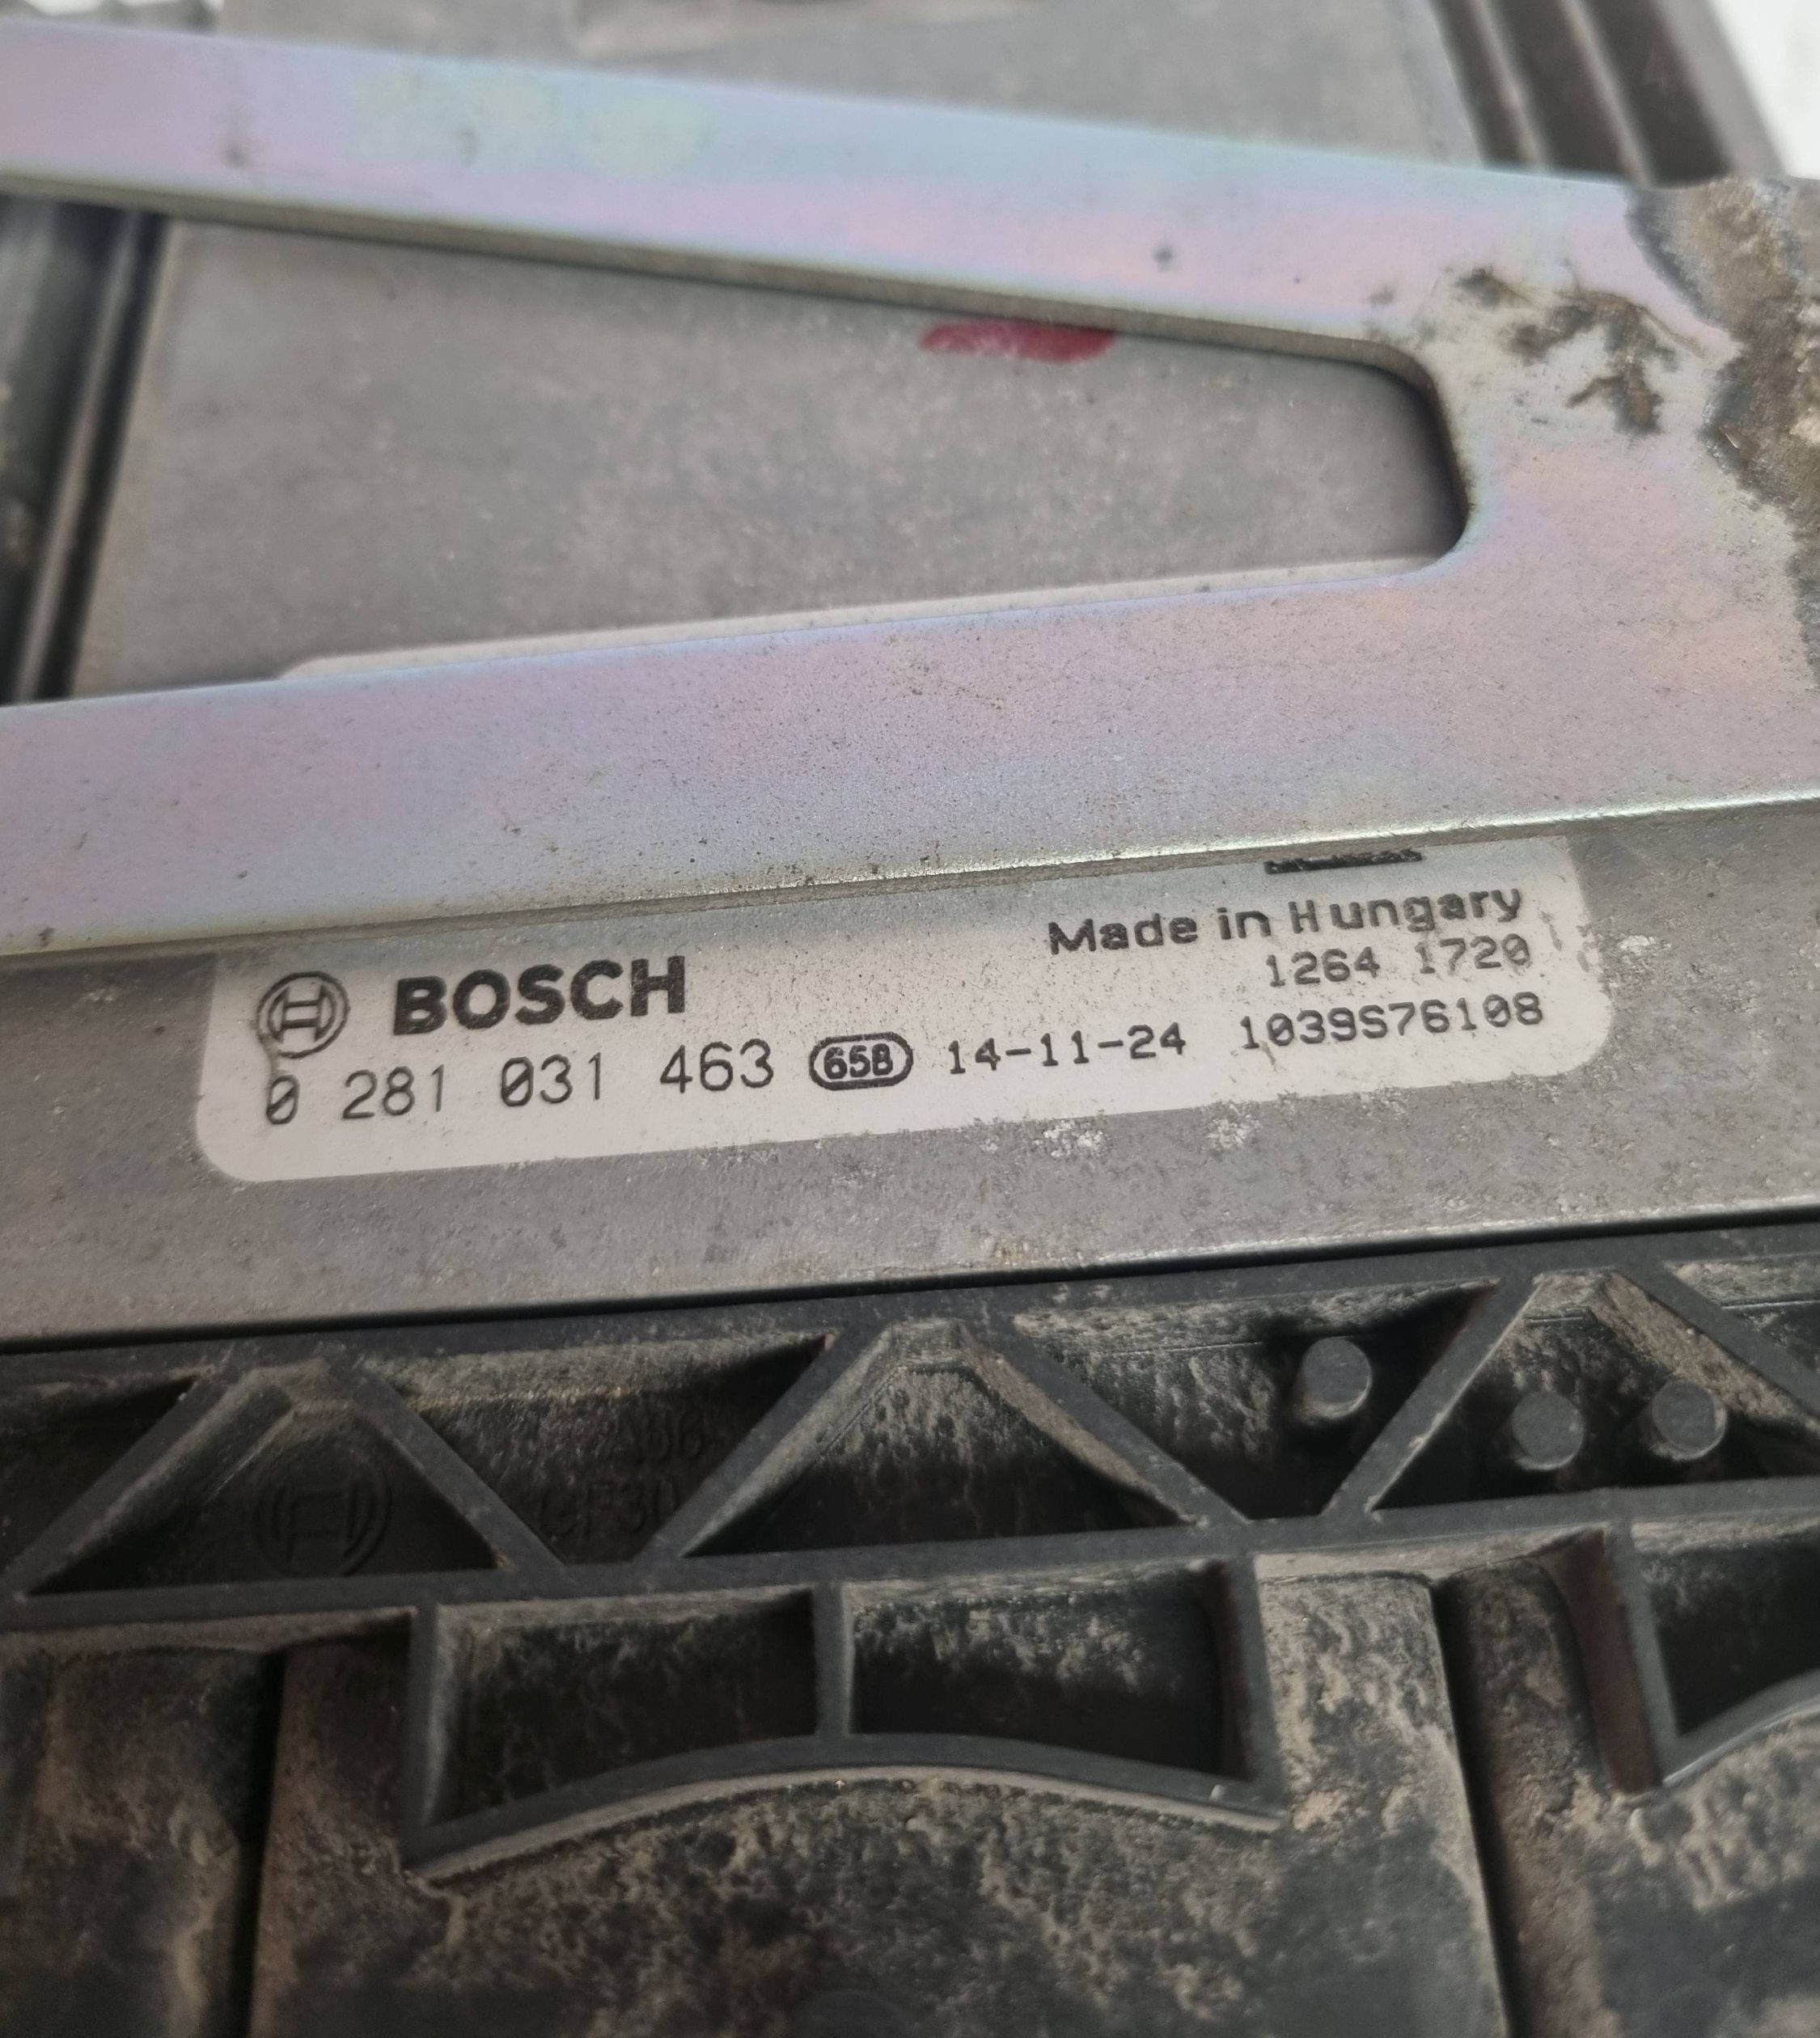 Made in Hungary
BOSCH 1264 1720
0 281 031 463 65B 14-11-24 1039S76108